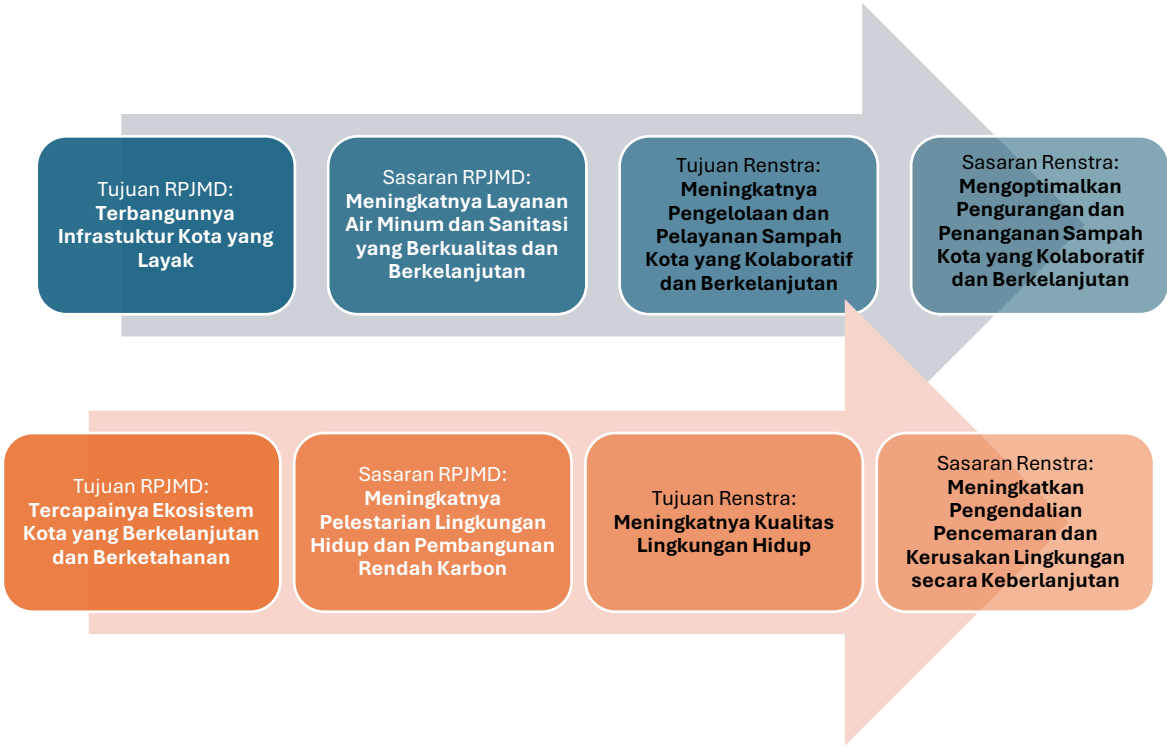 Tujuan RPJMD:
Terbangunnya
Infrastuktur Kota yang
Layak
Sasaran RPJMD:
Meningkatnya Layanan
Air Minum dan Sanitasi
yang Berkualitas dan
Berkelanjutan
Tujuan Renstra:
Meningkatnya
Pengelolaan dan
Pelayanan Sampah
Kota yang Kolaboratif
dan Berkelanjutan
Sasaran Renstra:
Mengoptimalkan
Pengurangan dan
Penanganan Sampah
Kota yang Kolaboratif
dan Berkelanjutan
Tujuan RPJMD:
Tercapainya Ekosistem
Kota yang Berkelanjutan
dan Berketahanan
Sasaran RPJMD:
Meningkatnya
Pelestarian Lingkungan
Hidup dan Pembangunan
Rendah Karbon
Tujuan Renstra:
Meningkatnya Kualitas
Lingkungan Hidup
Sasaran Renstra:
Meningkatkan
Pengendalian
Pencemaran dan
Kerusakan Lingkungan
secara Keberlanjutan